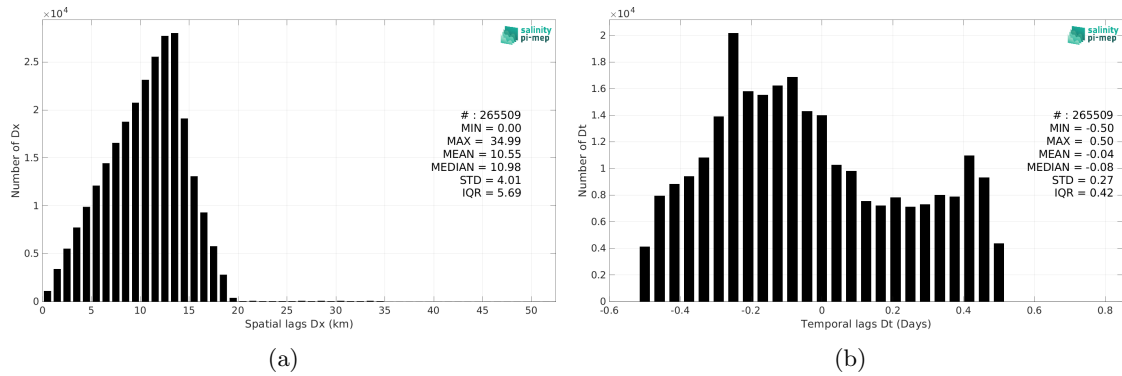 ×10⁴
2.5
2
1.5
1
0.5
0
0 5 10 15 20 25 30 35 40 45 50
Number of Dx
Spatial lags Dx (km)
salinity
pi-mep
# : 265509
MIN = 0.00
MAX = 34.99
MEAN = 10.55
MEDIAN = 10.98
STD = 4.01
IQR = 5.69
(a)
×10⁴
2
1.8
1.6
1.4
1.2
1
0.8
0.6
0.4
0.2
0
-0.6 -0.4 -0.2 0 0.2 0.4 0.6 0.8
Number of Dt
Temporal lags Dt (Days)
salinity
pi-mep
# : 265509
MIN = -0.50
MAX = 0.50
MEAN = -0.04
MEDIAN = -0.08
STD = 0.27
IQR = 0.42
(b)